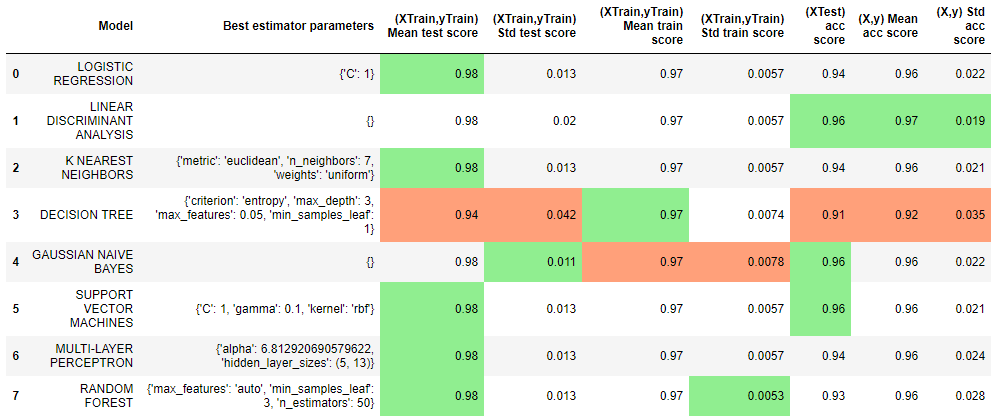 Model Best estimator parameters (XTrain,yTrain) Mean test score (XTrain,yTrain) Std test score (XTrain,yTrain) Mean train score (XTrain,yTrain) Std train score (XTest) acc score (X,y) Mean acc score (X,y) Std acc score
0 LOGISTIC REGRESSION {'C': 1} 0.98 0.013 0.97 0.0057 0.94 0.96 0.022
1 LINEAR DISCRIMINANT ANALYSIS {} 0.98 0.02 0.97 0.0057 0.96 0.97 0.019
2 K NEAREST NEIGHBORS {'metric': 'euclidean', 'n_neighbors': 7, 'weights': 'uniform'} 0.98 0.013 0.97 0.0057 0.94 0.96 0.021
3 DECISION TREE {'criterion': 'entropy', 'max_depth': 3, 'max_features': 0.05, 'min_samples_leaf': 1} 0.94 0.042 0.97 0.0074 0.91 0.92 0.035
4 GAUSSIAN NAIVE BAYES {} 0.98 0.011 0.97 0.0078 0.96 0.96 0.022
5 SUPPORT VECTOR MACHINES {'C': 1, 'gamma': 0.1, 'kernel': 'rbf'} 0.98 0.013 0.97 0.0057 0.96 0.96 0.021
6 MULTI-LAYER PERCEPTRON {'alpha': 6.812920690579622, 'hidden_layer_sizes': (5, 13)} 0.98 0.013 0.97 0.0057 0.94 0.96 0.024
7 RANDOM FOREST {'max_features': 'auto', 'min_samples_leaf': 3, 'n_estimators': 50} 0.98 0.013 0.97 0.0053 0.93 0.96 0.028